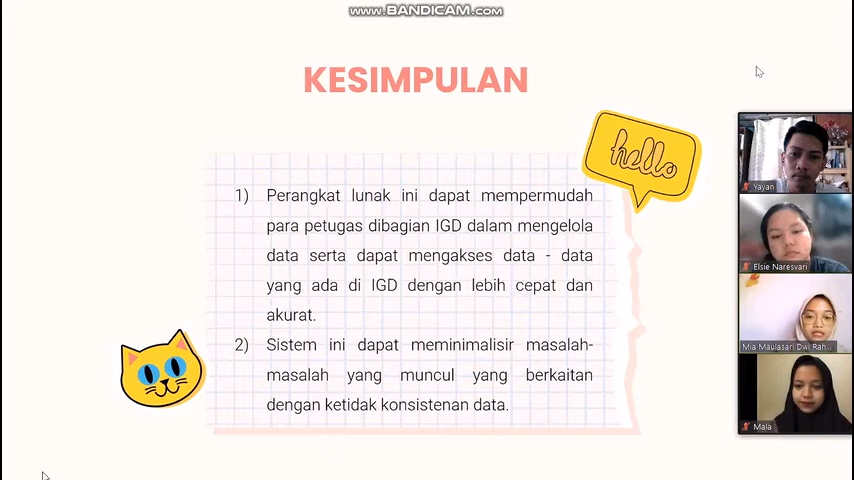 www.BANDICAM.com
KESIMPULAN
hello
1) Perangkat lunak ini dapat mempermudah
para petugas dibagian IGD dalam mengelola
data serta dapat mengakses data - data
yang ada di IGD dengan lebih cepat dan
akurat.
2) Sistem ini dapat meminimalisir masalah-
masalah yang muncul yang berkaitan
dengan ketidak konsistenan data.
Yayan
Elsie Naresvari
Mia Maulasari Dwi Rah...
Mala